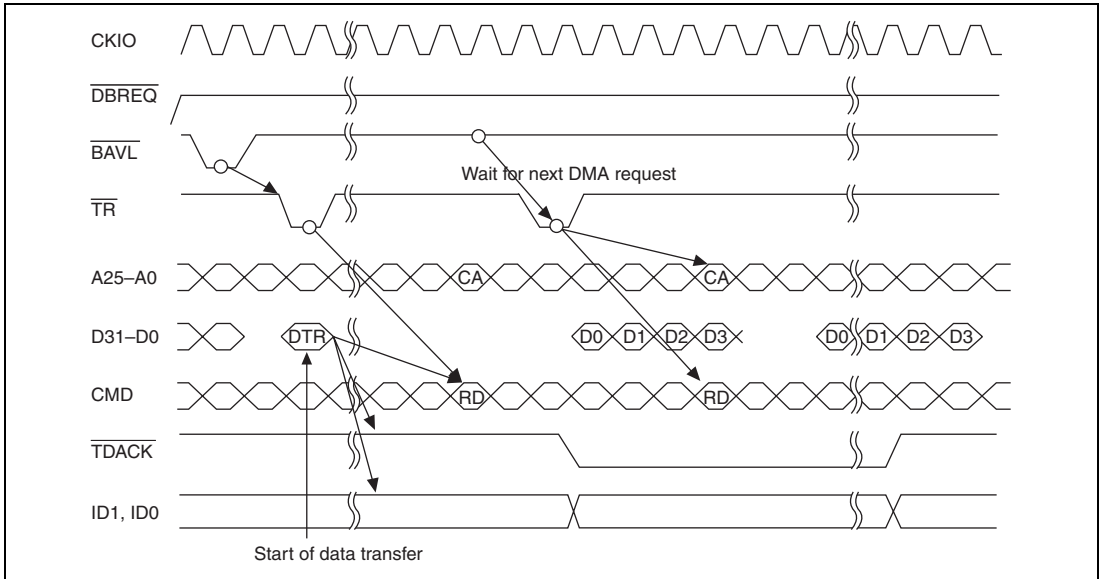 CKIO
DBREQ
BAVL
Wait for next DMA request
TR
A25–A0 CA CA
D31–D0 DTR D0 D1 D2 D3 D0 D1 D2 D3
CMD RD RD
TDACK
ID1, ID0
Start of data transfer